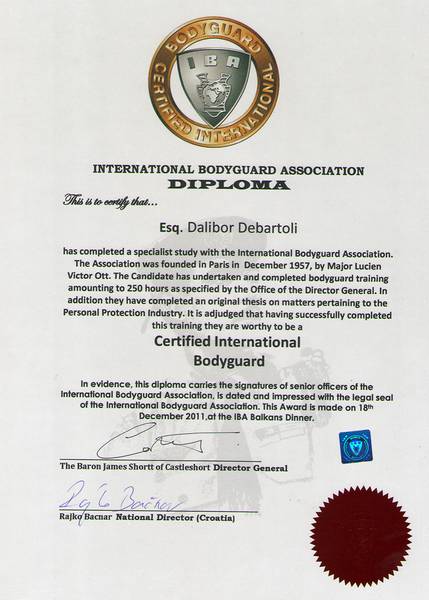 BODYGUARD
IBA
CERTIFIED INTERNATIONAL
INTERNATIONAL BODYGUARD ASSOCIATION
DIPLOMA
This is to certify that...
Esq. Dalibor Debartoli
has completed a specialist study with the International Bodyguard Association.
The Association was founded in Paris in December 1957, by Major Lucien
Victor Ott. The Candidate has undertaken and completed bodyguard training
amounting to 250 hours as specified by the Office of the Director General. In
addition they have completed an original thesis on matters pertaining to the
Personal Protection Industry. It is adjudged that having successfully completed
this training they are worthy to be a
Certified International
Bodyguard
In evidence, this diploma carries the signatures of senior officers of the
International Bodyguard Association, is dated and impressed with the legal seal
of the International Bodyguard Association. This Award is made on 18th
December 2011,at the IBA Balkans Dinner.
The Baron James Shortt of Castleshort Director General
Rajko Bacnar National Director (Croatia)